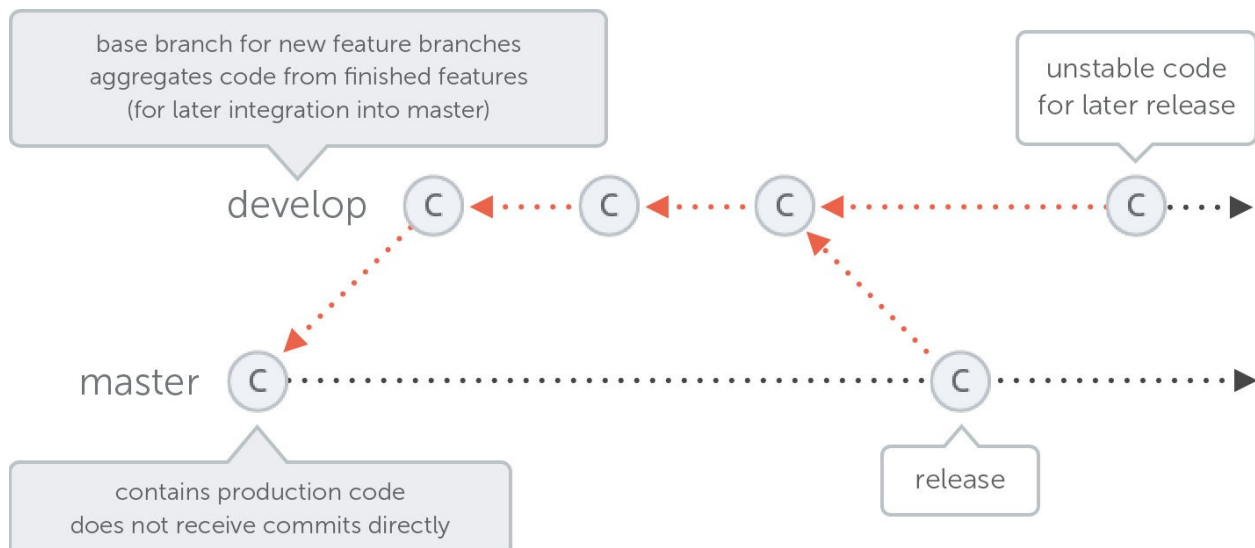 base branch for new feature branches
aggregates code from finished features
(for later integration into master)
unstable code
for later release
develop
C
C
C
C
master
C
C
contains production code
does not receive commits directly
release